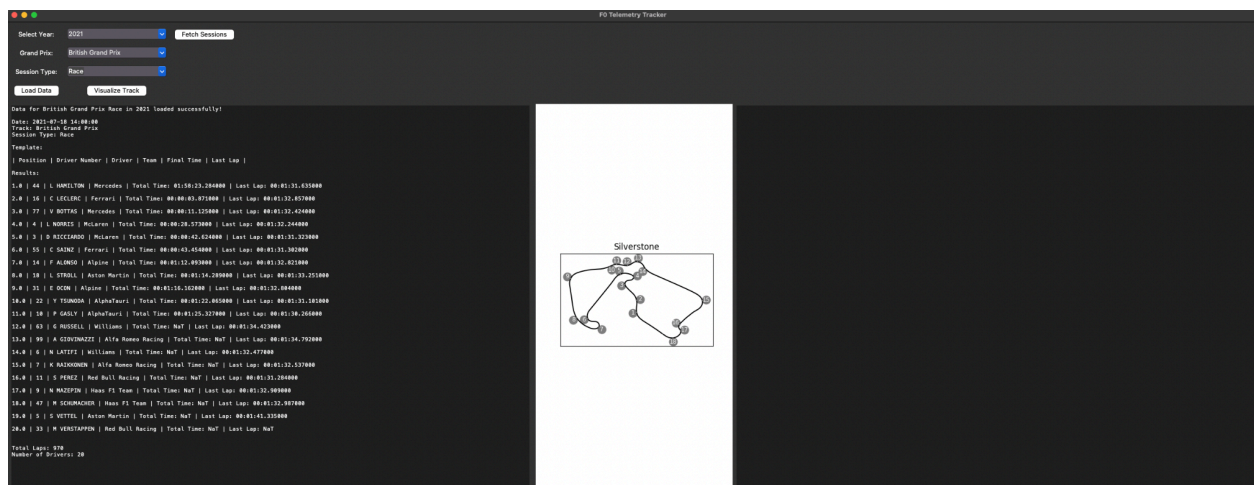 F0 Telemetry Tracker
Select Year: 2021 Fetch Sessions
Grand Prix: British Grand Prix
Session Type: Race
Load Data Visualize Track
Data for British Grand Prix Race in 2021 loaded successfully!
Date: 2021-07-18 14:00:00
Track: British Grand Prix
Session Type: Race
Template:
| Position | Driver Number | Driver | Team | Final Time | Last Lap |
Results:
1.0 | 44 | L HAMILTON | Mercedes | Total Time: 01:58:23.284000 | Last Lap: 00:01:31.635000
2.0 | 16 | C LECLERC | Ferrari | Total Time: 00:00:03.871000 | Last Lap: 00:01:32.857000
3.0 | 77 | V BOTTAS | Mercedes | Total Time: 00:00:11.125000 | Last Lap: 00:01:32.424000
4.0 | 4 | L NORRIS | McLaren | Total Time: 00:00:28.573000 | Last Lap: 00:01:32.244000
5.0 | 3 | D RICCIARDO | McLaren | Total Time: 00:00:42.624000 | Last Lap: 00:01:31.323000
6.0 | 55 | C SAINZ | Ferrari | Total Time: 00:00:43.454000 | Last Lap: 00:01:31.302000
7.0 | 14 | F ALONSO | Alpine | Total Time: 00:01:12.093000 | Last Lap: 00:01:32.021000
8.0 | 18 | L STROLL | Aston Martin | Total Time: 00:01:14.289000 | Last Lap: 00:01:33.251000
9.0 | 31 | E OCON | Alpine | Total Time: 00:01:16.162000 | Last Lap: 00:01:32.804000
10.0 | 22 | Y TSUNODA | AlphaTauri | Total Time: 00:01:22.065000 | Last Lap: 00:01:31.101000
11.0 | 10 | P GASLY | AlphaTauri | Total Time: 00:01:25.327000 | Last Lap: 00:01:30.266000
12.0 | 63 | G RUSSELL | Williams | Total Time: NaT | Last Lap: 00:01:34.423000
13.0 | 99 | A GIOVINAZZI | Alfa Romeo Racing | Total Time: NaT | Last Lap: 00:01:34.792000
14.0 | 6 | N LATIFI | Williams | Total Time: NaT | Last Lap: 00:01:32.477000
15.0 | 7 | K RAIKKONEN | Alfa Romeo Racing | Total Time: NaT | Last Lap: 00:01:32.537000
16.0 | 11 | S PEREZ | Red Bull Racing | Total Time: NaT | Last Lap: 00:01:31.284000
17.0 | 9 | N MAZEPIN | Haas F1 Team | Total Time: NaT | Last Lap: 00:01:32.909000
18.0 | 47 | M SCHUMACHER | Haas F1 Team | Total Time: NaT | Last Lap: 00:01:32.987000
19.0 | 5 | S VETTEL | Aston Martin | Total Time: NaT | Last Lap: 00:01:41.335000
20.0 | 33 | M VERSTAPPEN | Red Bull Racing | Total Time: NaT | Last Lap: NaT
Total Laps: 970
Number of Drivers: 20
Silverstone